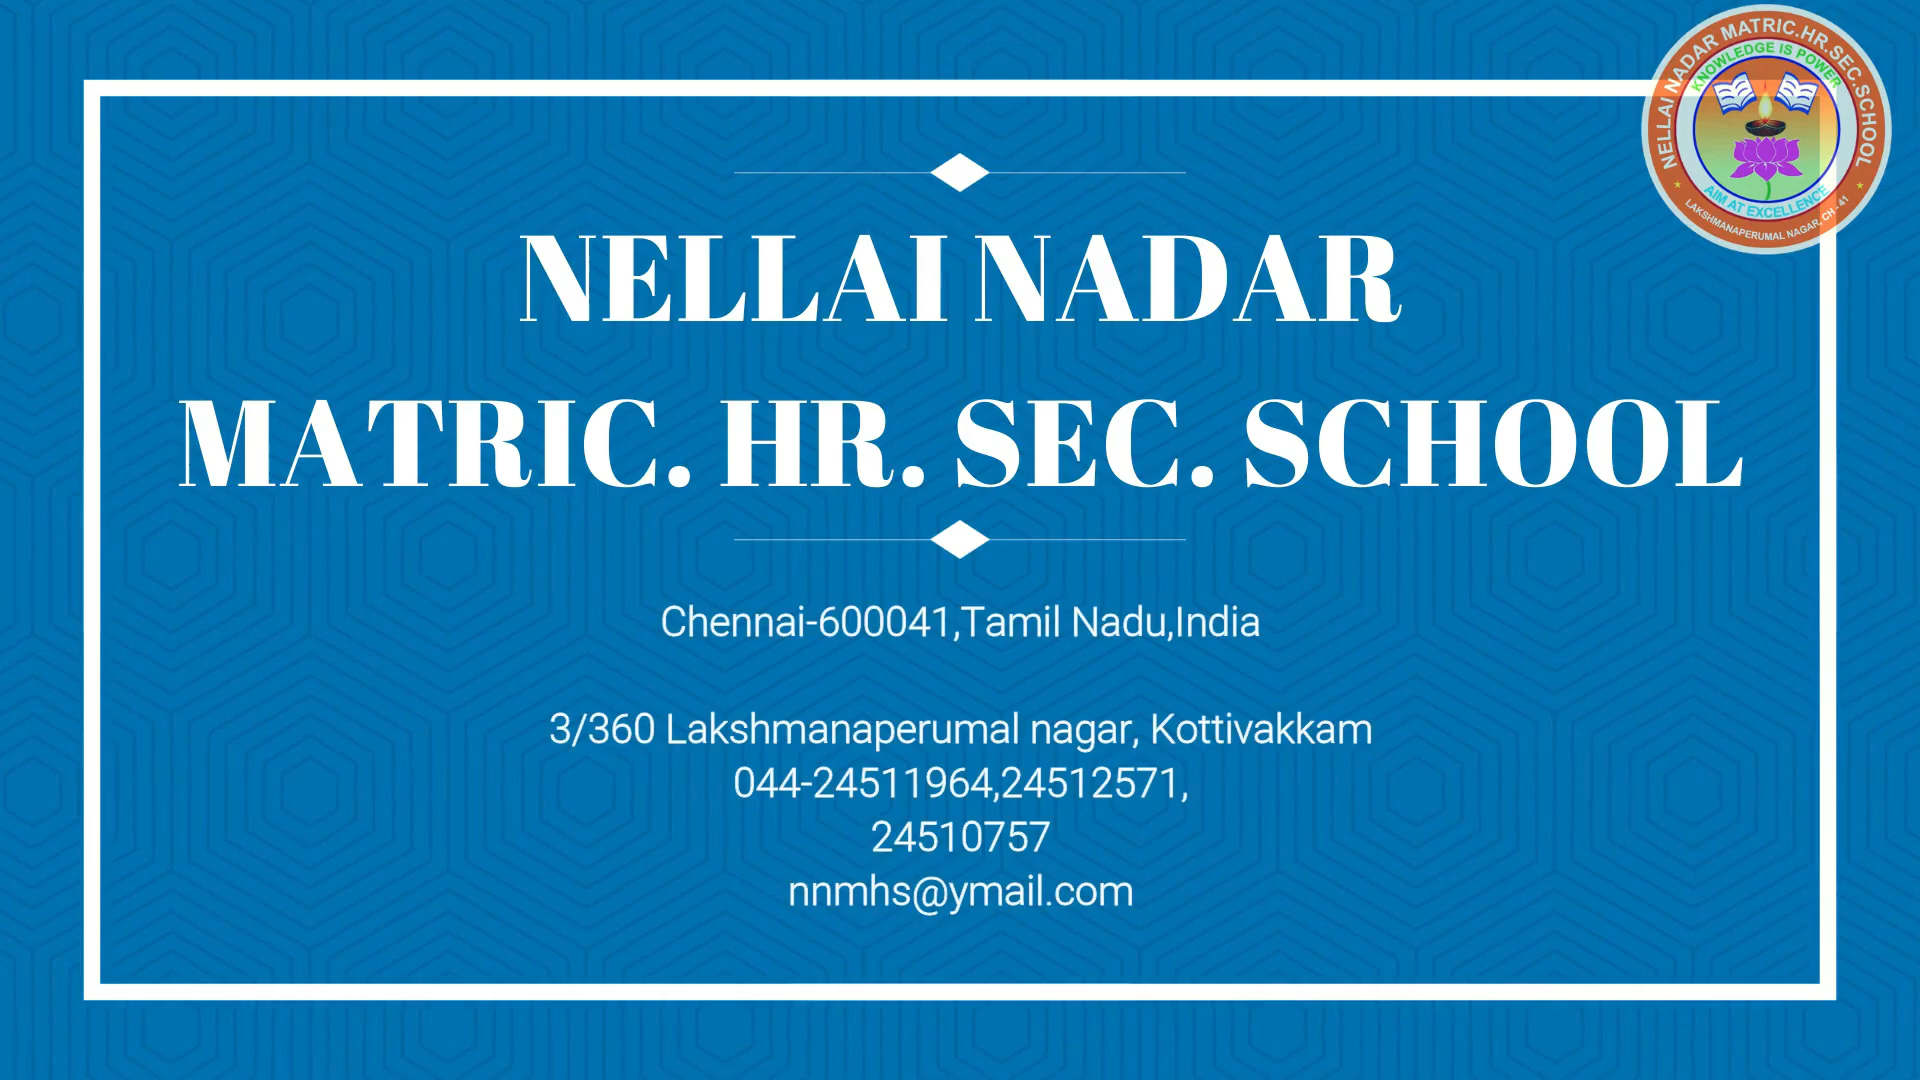 NELLAI NADAR MATRIC.HR.SEC.SCHOOL
KNOWLEDGE IS POWER
AIM AT EXCELLENCE
LAKSHMANAPERUMAL NAGAR, CH - 41
NELLAI NADAR
MATRIC. HR. SEC. SCHOOL
Chennai-600041,Tamil Nadu,India
3/360 Lakshmanaperumal nagar, Kottivakkam
044-24511964,24512571,
24510757
nnmhs@ymail.com